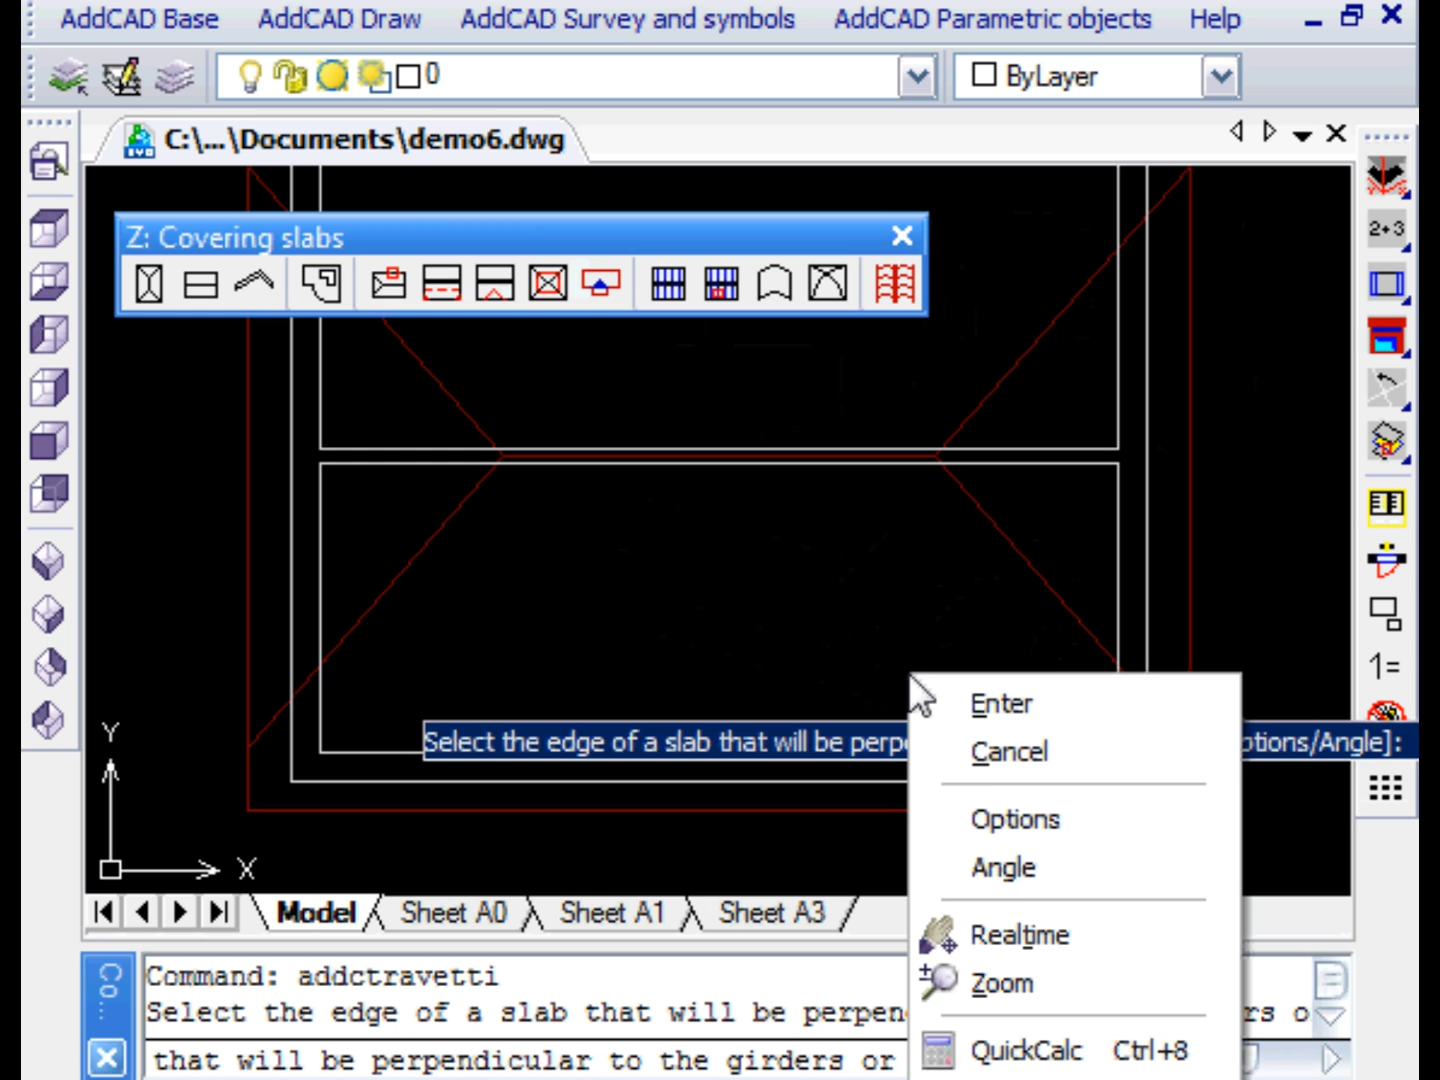 AddCAD Base AddCAD Draw AddCAD Survey and symbols AddCAD Parametric objects Help
0 ByLayer
C:\...\Documents\demo6.dwg
Z: Covering slabs
2+3
1=
Enter
Select the edge of a slab that will be perp
ptions/Angle]:
Cancel
Options
Angle
Y
X
Model Sheet A0 Sheet A1 Sheet A3
Realtime
Zoom
QuickCalc Ctrl+8
Co...
Command: addctravetti
Select the edge of a slab that will be perpen rs o
that will be perpendicular to the girders or